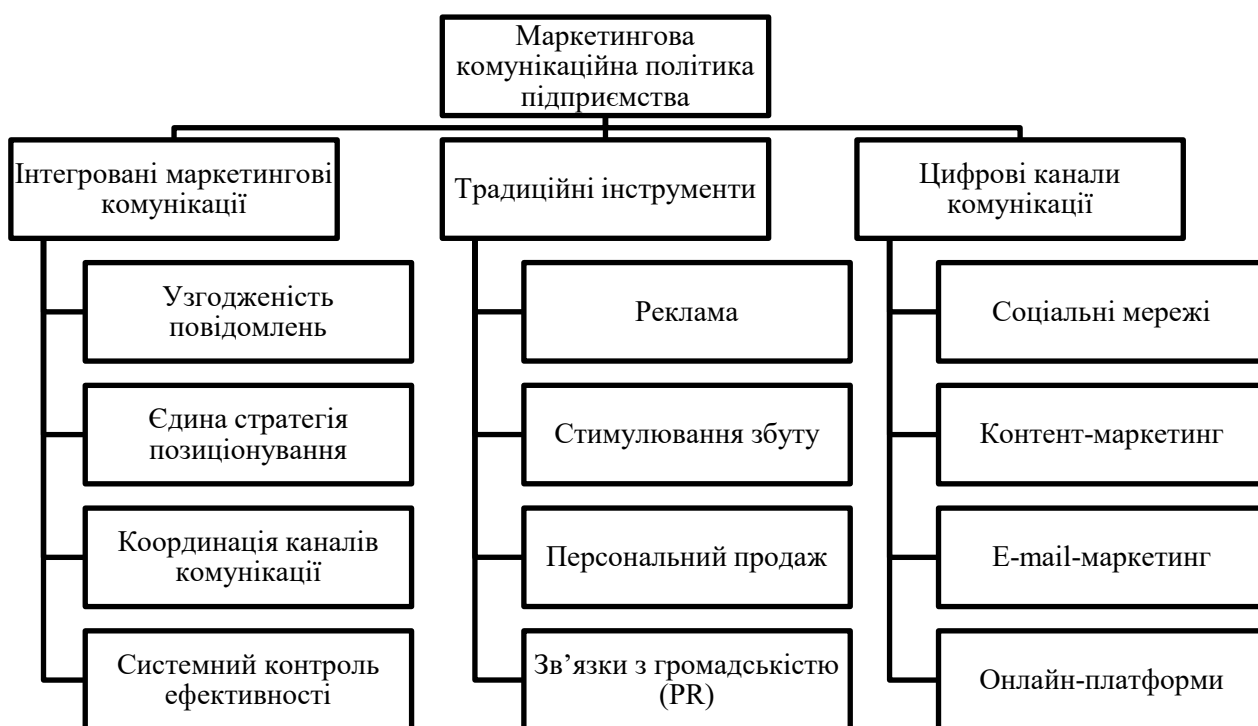 Маркетингова
комунікаційна політика
підприємства
Інтегровані маркетингові
комунікації
Узгодженість
повідомлень
Єдина стратегія
позиціонування
Координація каналів
комунікації
Системний контроль
ефективності
Традиційні інструменти
Реклама
Стимулювання збуту
Персональний продаж
Зв’язки з громадськістю
(PR)
Цифрові канали
комунікації
Соціальні мережі
Контент-маркетинг
E-mail-маркетинг
Онлайн-платформи